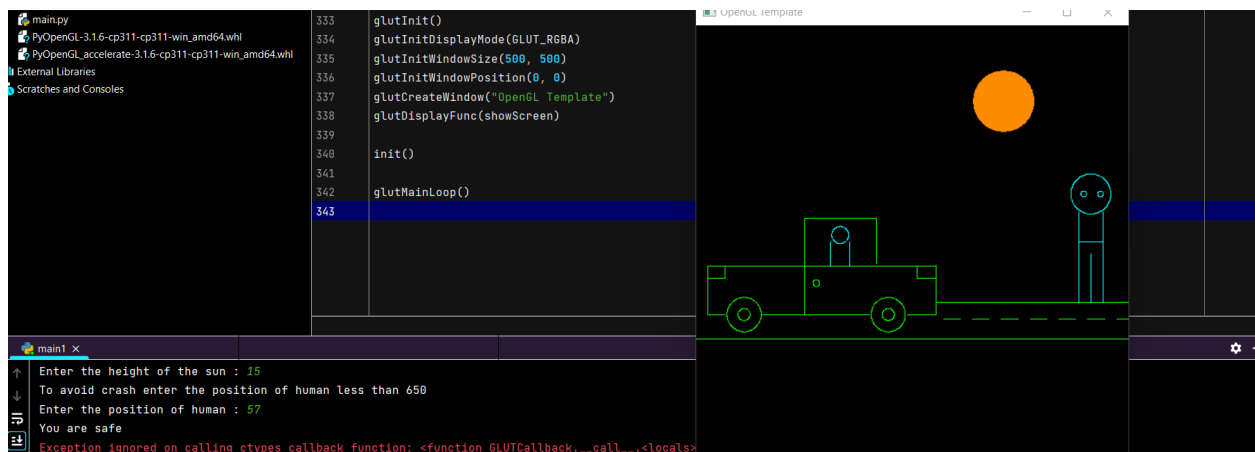 main.py
PyOpenGL-3.1.6-cp311-cp311-win_amd64.whl
PyOpenGL_accelerate-3.1.6-cp311-cp311-win_amd64.whl
External Libraries
Scratches and Consoles
333 glutInit()
334 glutInitDisplayMode(GLUT_RGBA)
335 glutInitWindowSize(500, 500)
336 glutInitWindowPosition(0, 0)
337 glutCreateWindow("OpenGL Template")
338 glutDisplayFunc(showScreen)
339
340 init()
341
342 glutMainLoop()
343
OpenGL Template
main1
Enter the height of the sun : 15
To avoid crash enter the position of human less than 650
Enter the position of human : 57
You are safe
Exception ignored on calling ctypes callback function: <function GLUTCallback.__call__.<locals>